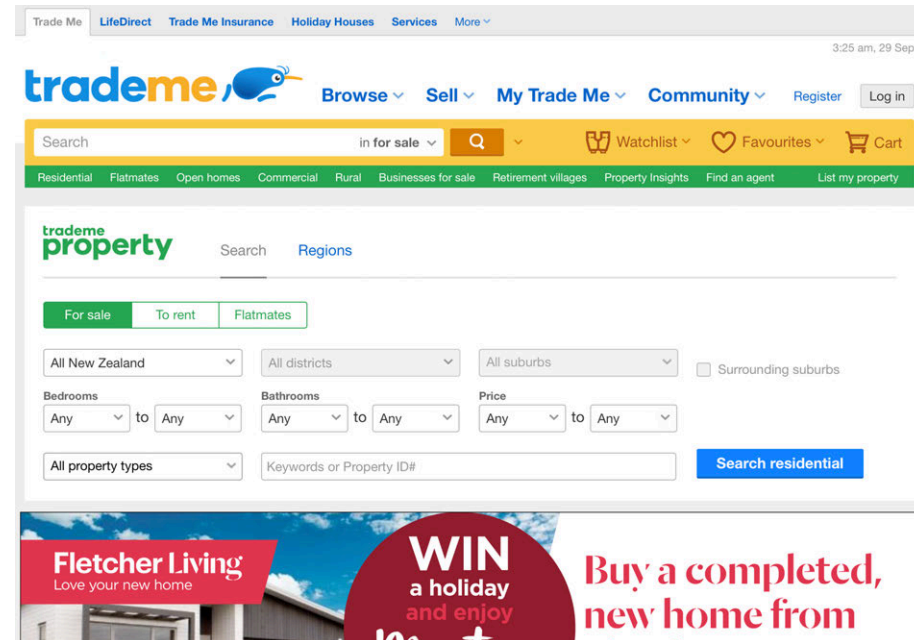 Trade Me LifeDirect Trade Me Insurance Holiday Houses Services More
3:25 am, 29 Sep
trademe
Browse Sell My Trade Me Community Register Log in
Search in for sale Watchlist Favourites Cart
Residential Flatmates Open homes Commercial Rural Businesses for sale Retirement villages Property Insights Find an agent List my property
trademe
property
Search Regions
For sale To rent Flatmates
All New Zealand All districts All suburbs Surrounding suburbs
Bedrooms Bathrooms Price
Any to Any Any to Any Any to Any
All property types Keywords or Property ID# Search residential
Fletcher Living
Love your new home
WIN
a holiday
and enjoy
Buy a completed,
new home from